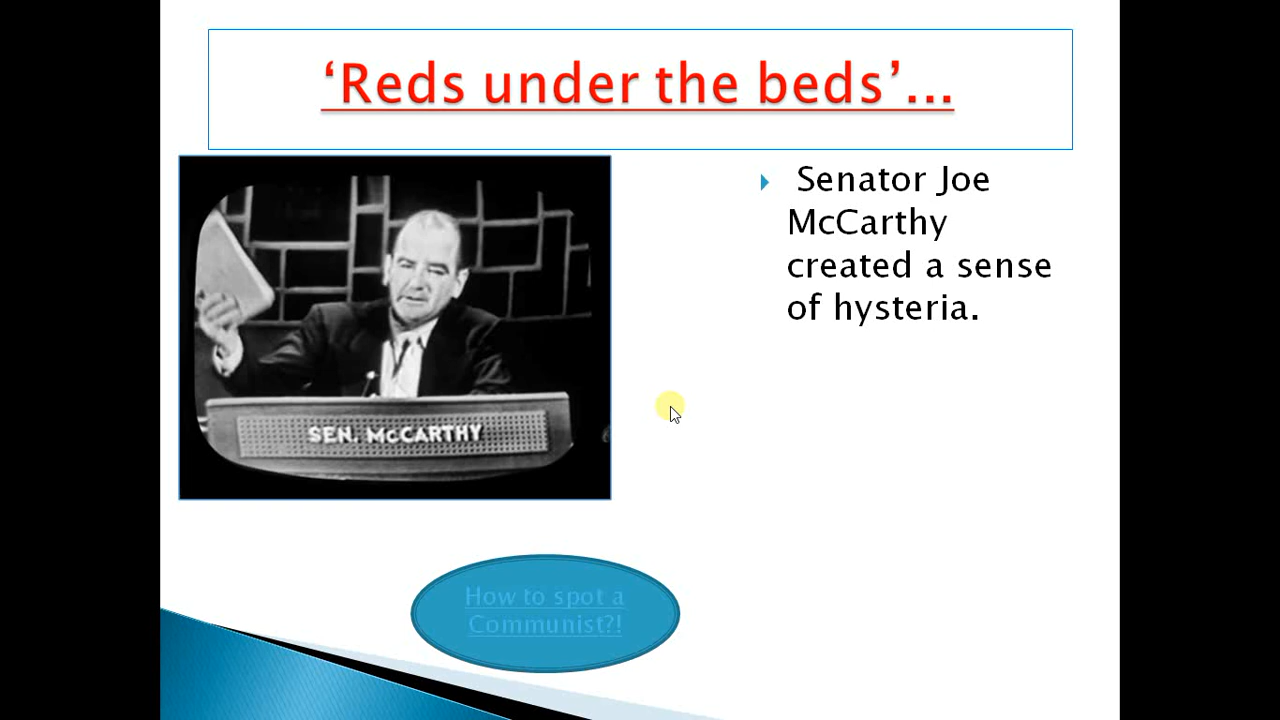 ‘Reds under the beds’...
Senator Joe
McCarthy
created a sense
of hysteria.
SEN. McCARTHY
How to spot a
Communist?!